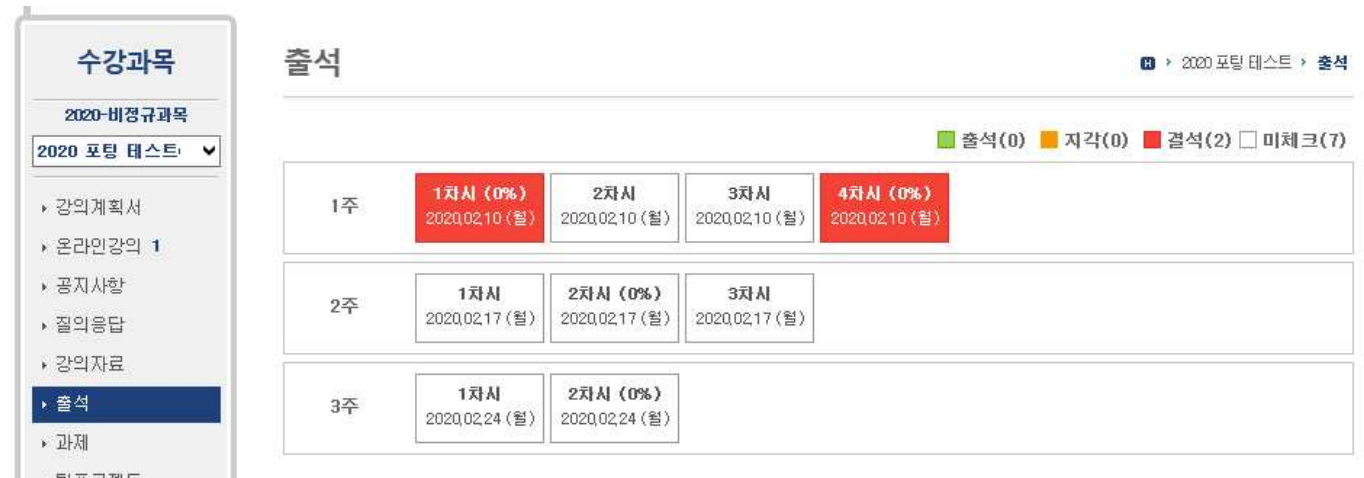 수강과목
2020-비정규과목
2020 포팅 테스트
강의계획서
온라인강의 1
공지사항
질의응답
강의자료
출석
과제
출석
H > 2020 포팅 테스트 > 출석
출석(0) 지각(0) 결석(2) 미체크(7)
1주
1차시 (0%)
2020.02.10 (월)
2차시
2020.02.10 (월)
3차시
2020.02.10 (월)
4차시 (0%)
2020.02.10 (월)
2주
1차시
2020.02.17 (월)
2차시 (0%)
2020.02.17 (월)
3차시
2020.02.17 (월)
3주
1차시
2020.02.24 (월)
2차시 (0%)
2020.02.24 (월)